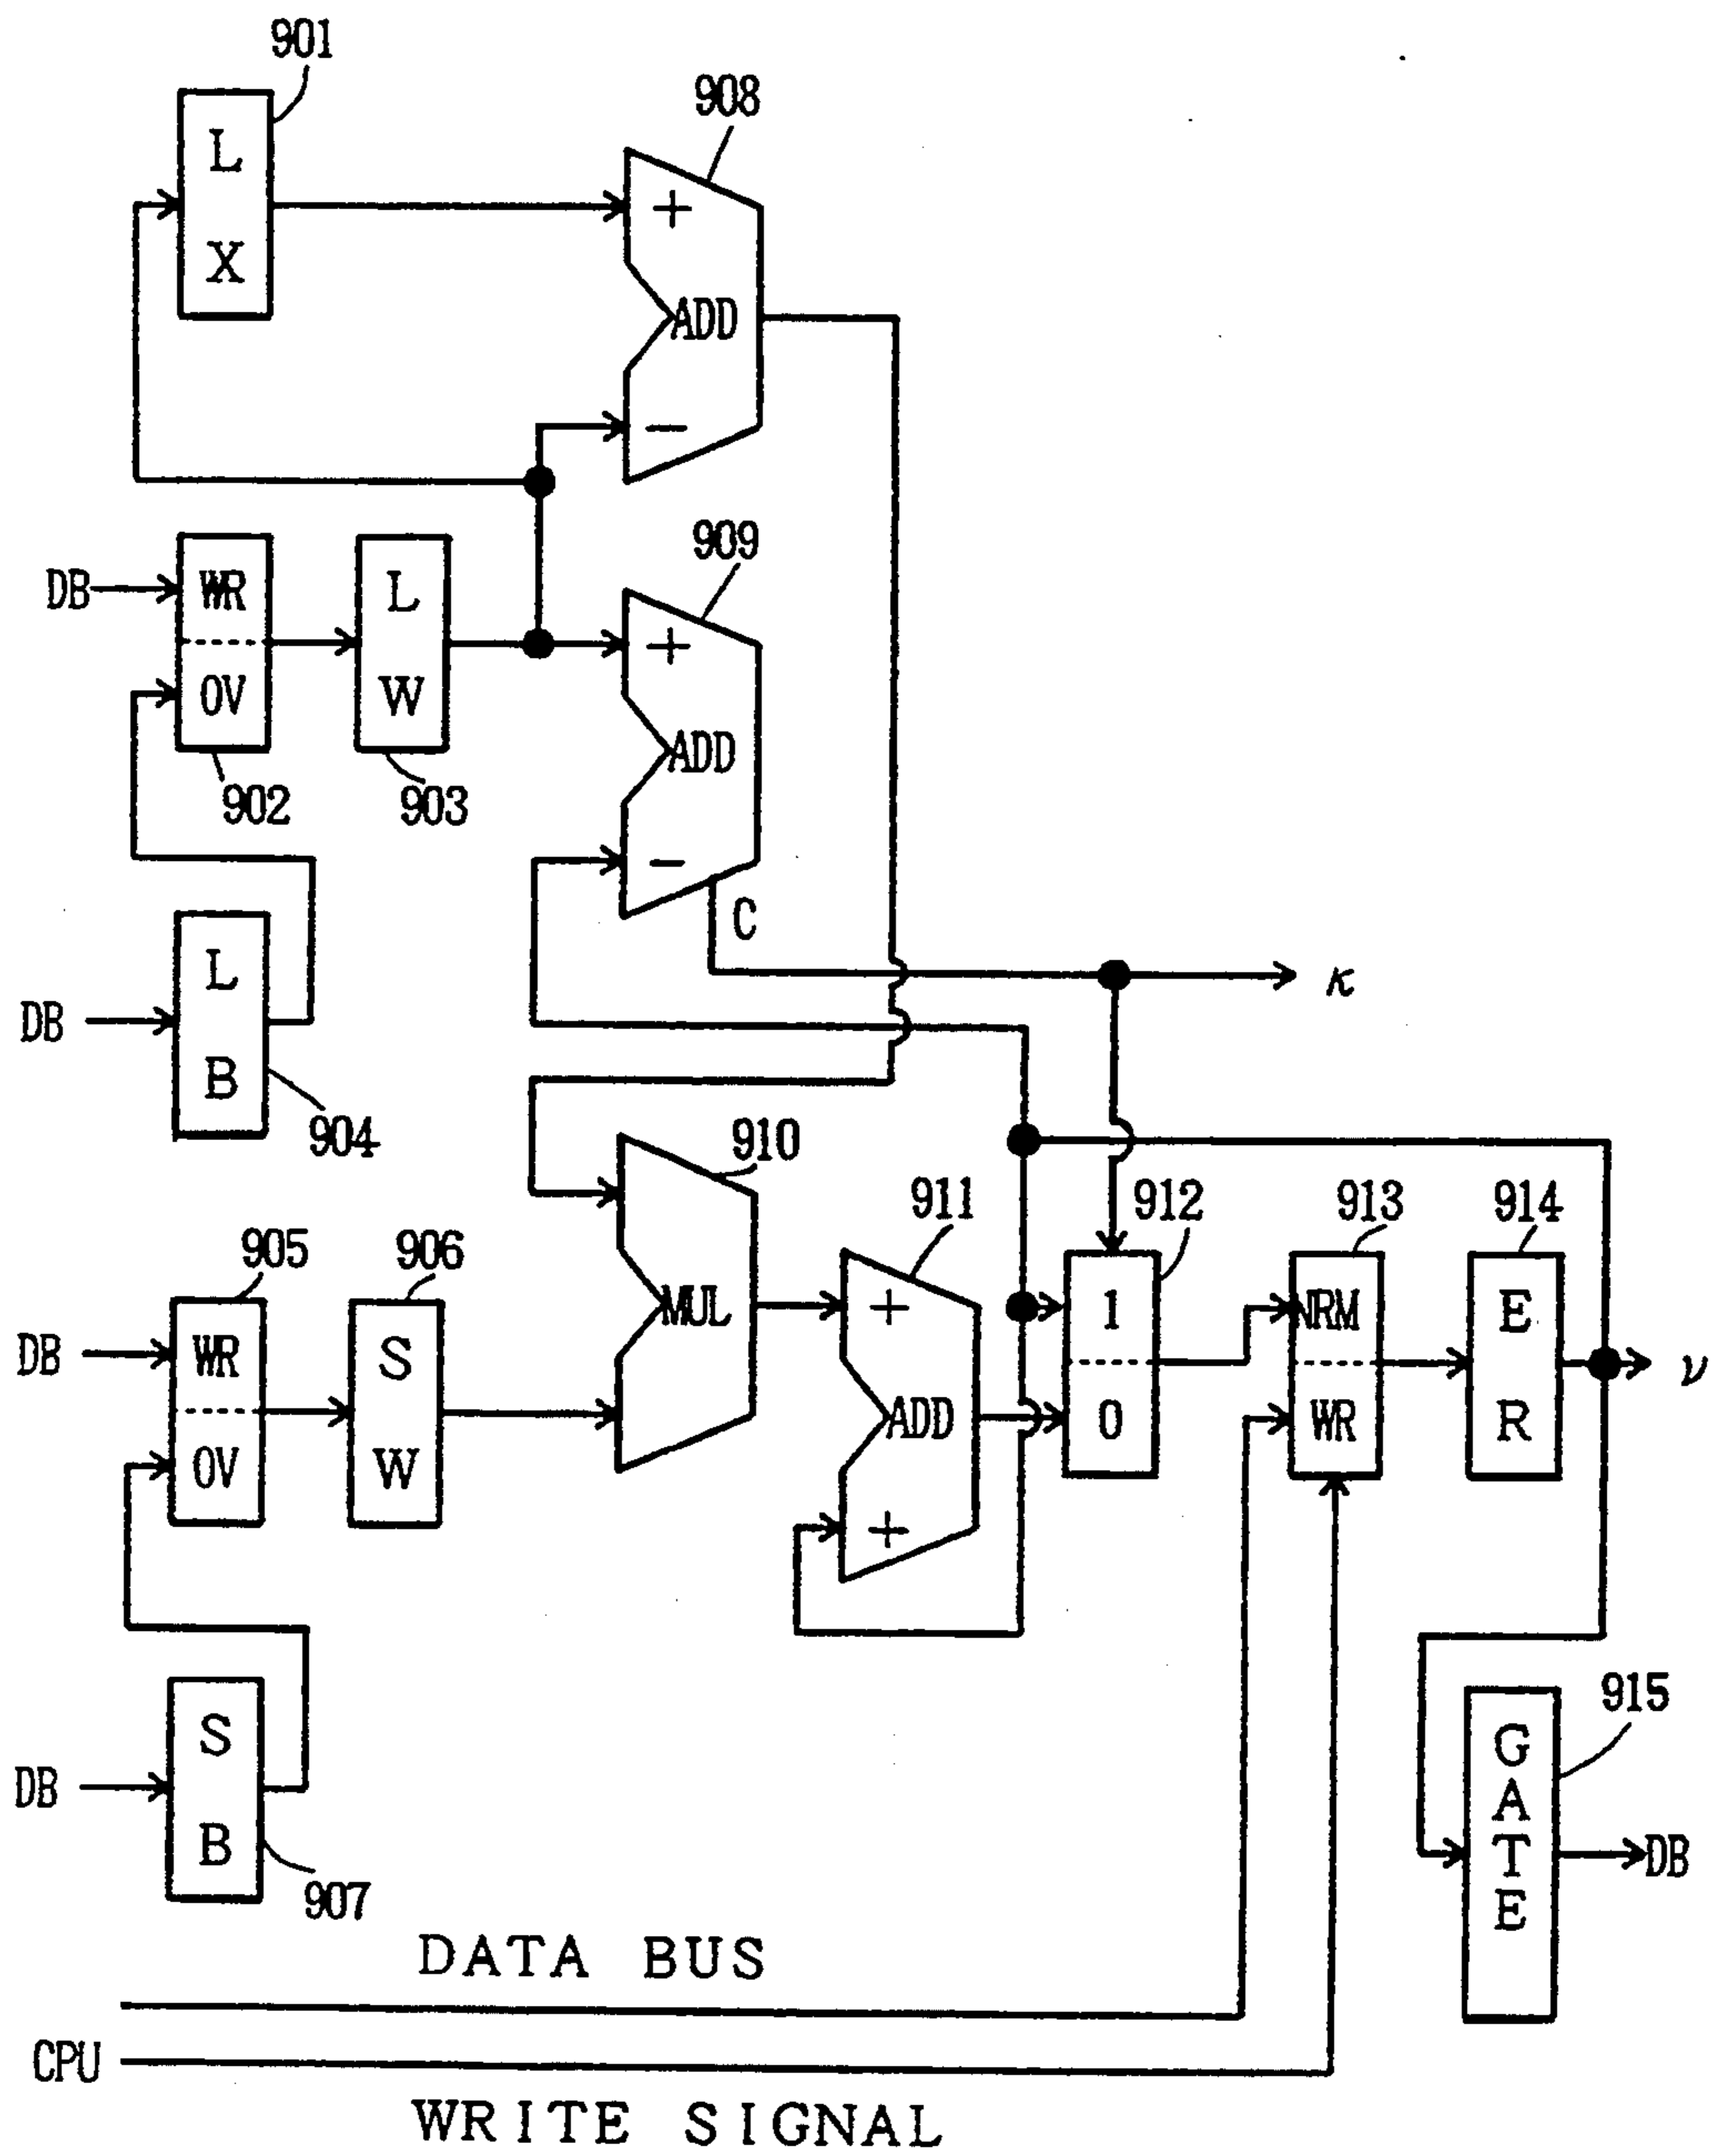 901
L
X
908
+
ADD
−
909
DB
WR
OV
902
L
W
903
+
ADD
−
C
κ
DB
L
B
904
910
MUL
911
+
ADD
+
912
1
0
913
NRM
WR
914
E
R
ν
DB
905
WR
OV
906
S
W
DB
S
B
907
915
GATE
DB
DATA BUS
CPU
WRITE SIGNAL